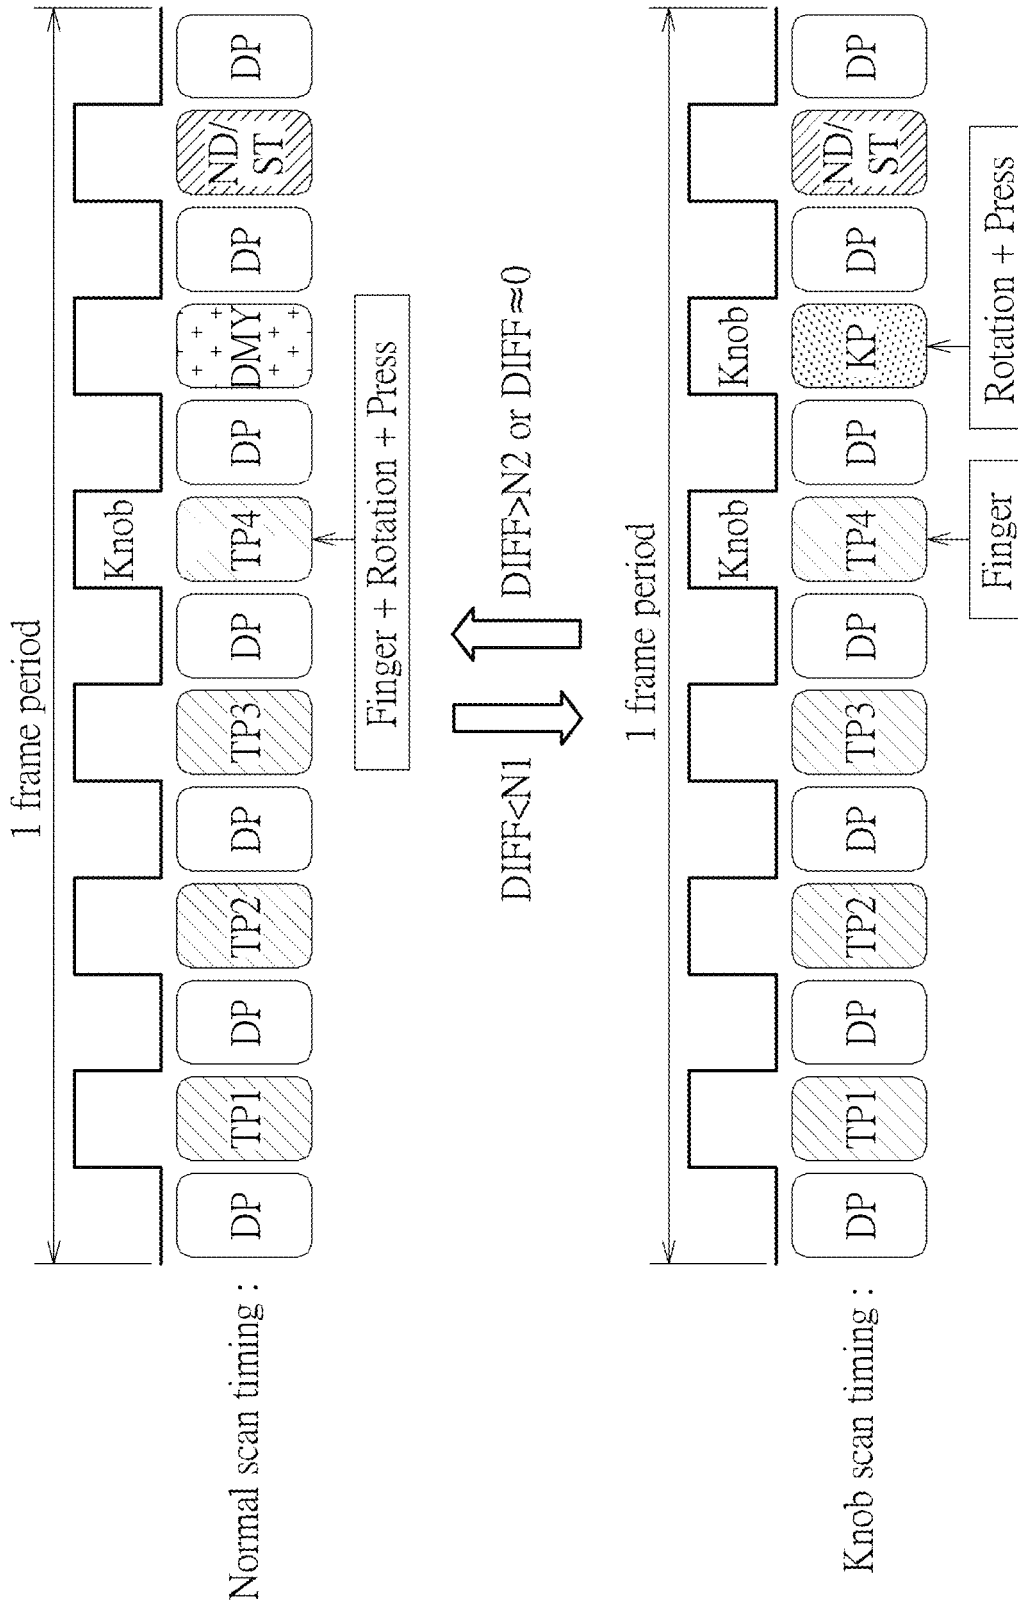 1 frame period
Knob
Normal scan timing :
DP
TP1
DP
TP2
DP
TP3
DP
TP4
DP
DMY
DP
ND/
ST
DP
Finger + Rotation + Press
DIFF<N1
DIFF>N2 or DIFF≈0
1 frame period
Knob
Knob
Knob scan timing :
DP
TP1
DP
TP2
DP
TP3
DP
TP4
DP
KP
DP
ND/
ST
DP
Finger
Rotation + Press